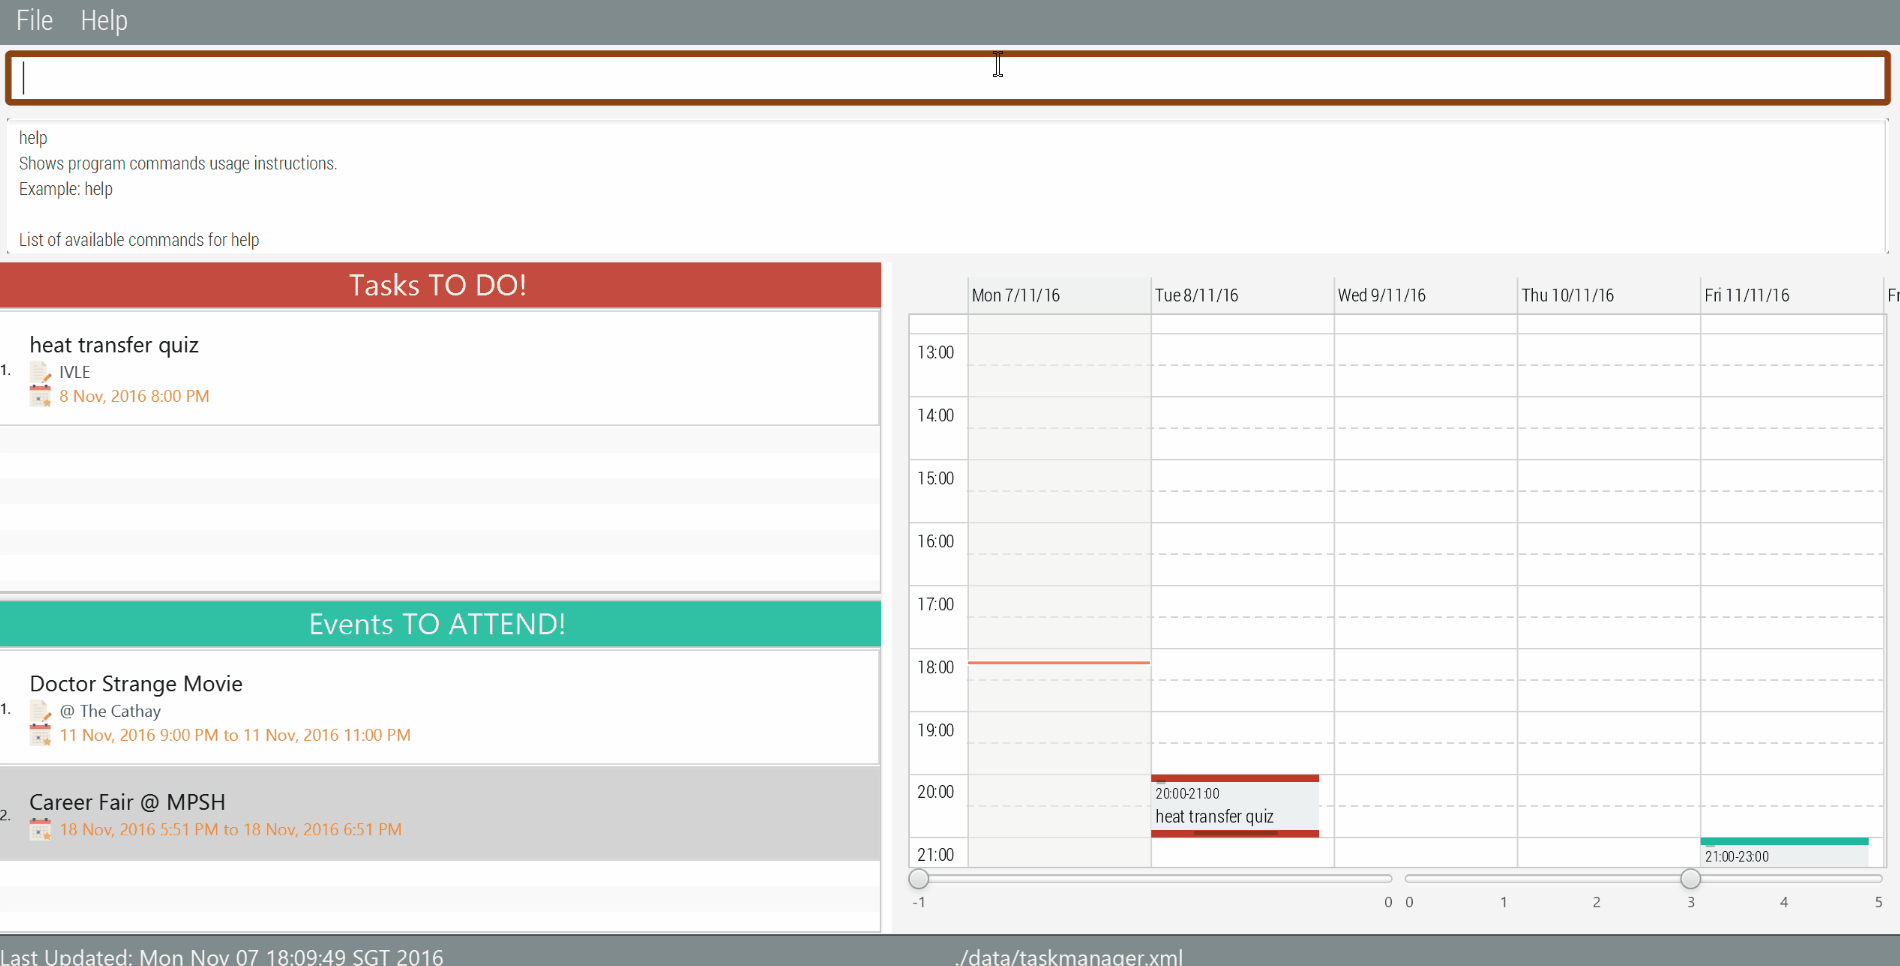 File Help
help
Shows program commands usage instructions.
Example: help
List of available commands for help
Tasks TO DO!
1.
heat transfer quiz
IVLE
8 Nov, 2016 8:00 PM
Events TO ATTEND!
1.
Doctor Strange Movie
@ The Cathay
11 Nov, 2016 9:00 PM to 11 Nov, 2016 11:00 PM
2.
Career Fair @ MPSH
18 Nov, 2016 5:51 PM to 18 Nov, 2016 6:51 PM
Mon 7/11/16 Tue 8/11/16 Wed 9/11/16 Thu 10/11/16 Fri 11/11/16 Fr
13:00
14:00
15:00
16:00
17:00
18:00
19:00
20:00
20:00-21:00
heat transfer quiz
21:00
21:00-23:00
-1 0 0 1 2 3 4 5
Last Updated: Mon Nov 07 18:09:49 SGT 2016 ./data/taskmanager.xml